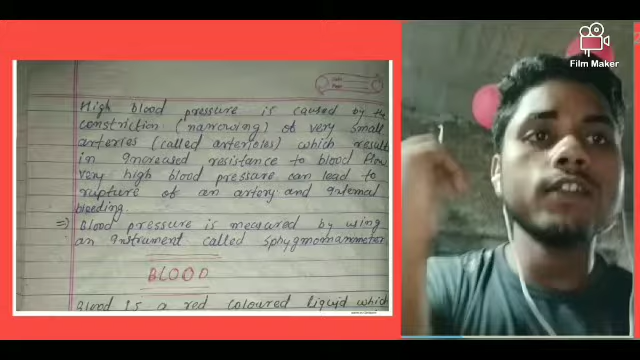 High blood pressure is caused by the
constriction (narrowing) of very small
arteries (called arterioles) which result
in increased resistance to blood flow
Very high blood pressure can lead to
rupture of an artery and internal
bleeding.
⇒ Blood pressure is measured by using
an instrument called sphygmomanometer
BLOOD
Blood is a red coloured liquid which
Film Maker